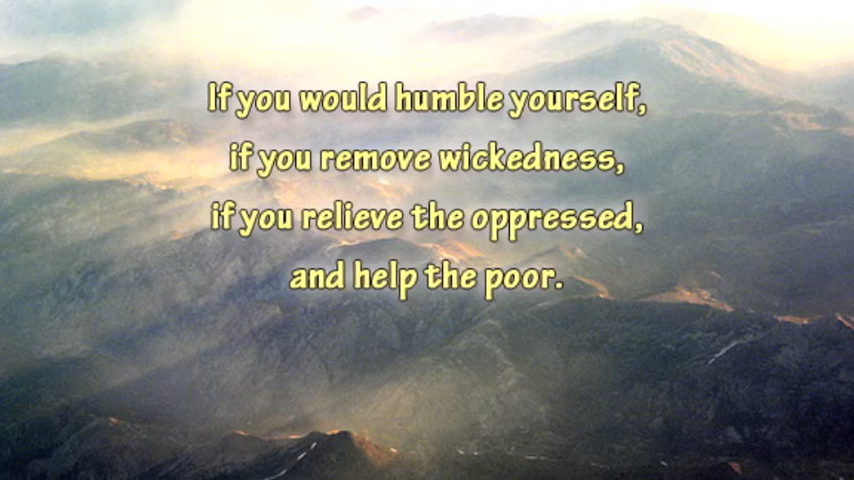 If you would humble yourself,
if you remove wickedness,
if you relieve the oppressed,
and help the poor.